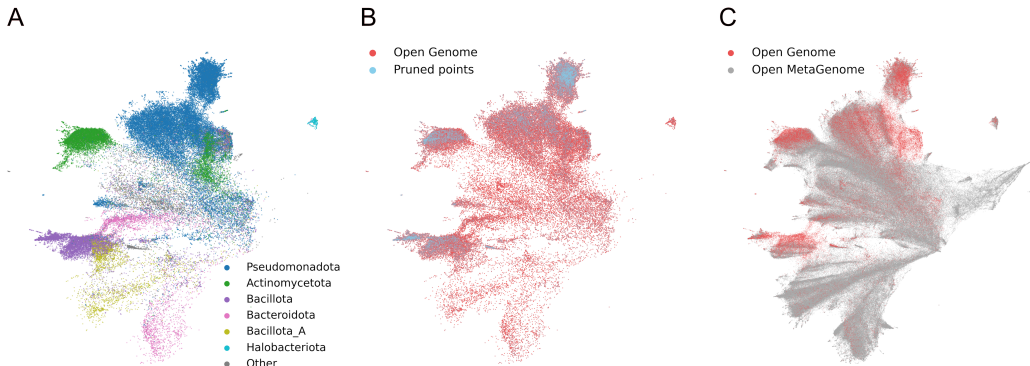 A
Pseudomonadota
Actinomycetota
Bacillota
Bacteroidota
Bacillota_A
Halobacteriota
Other
B
Open Genome
Pruned points
C
Open Genome
Open MetaGenome